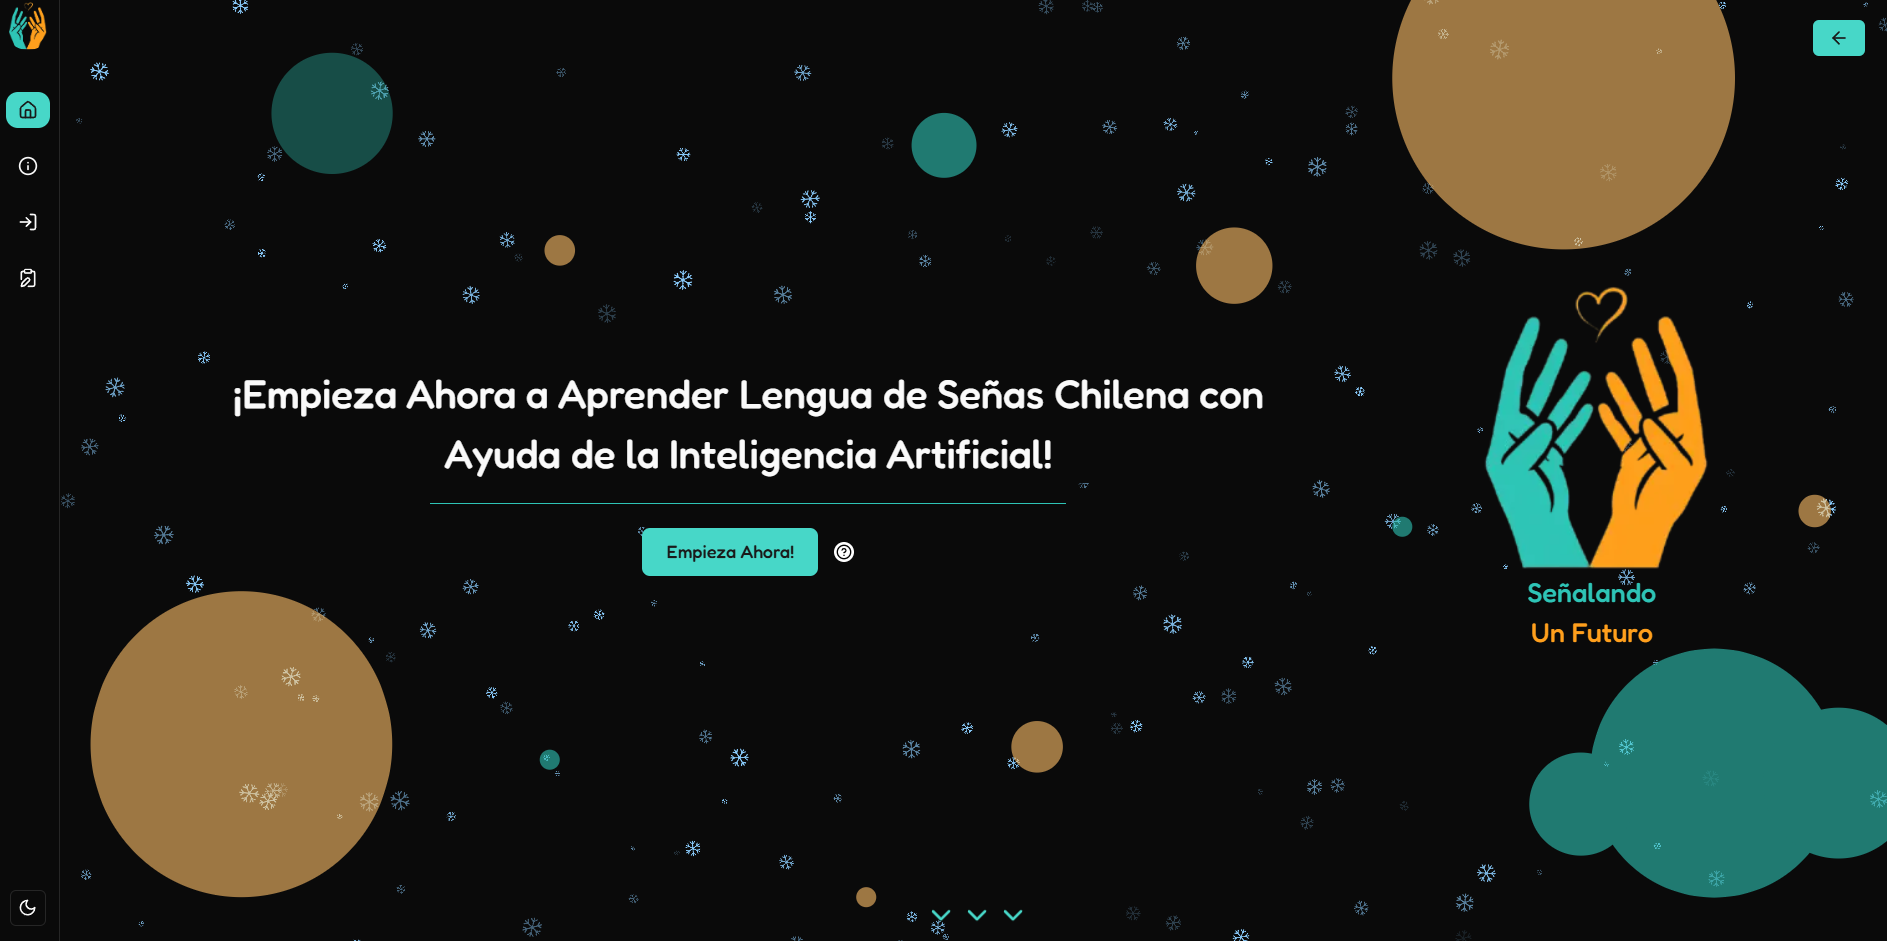 ¡Empieza Ahora a Aprender Lengua de Señas Chilena con
Ayuda de la Inteligencia Artificial!
Empieza Ahora!
Señalando
Un Futuro